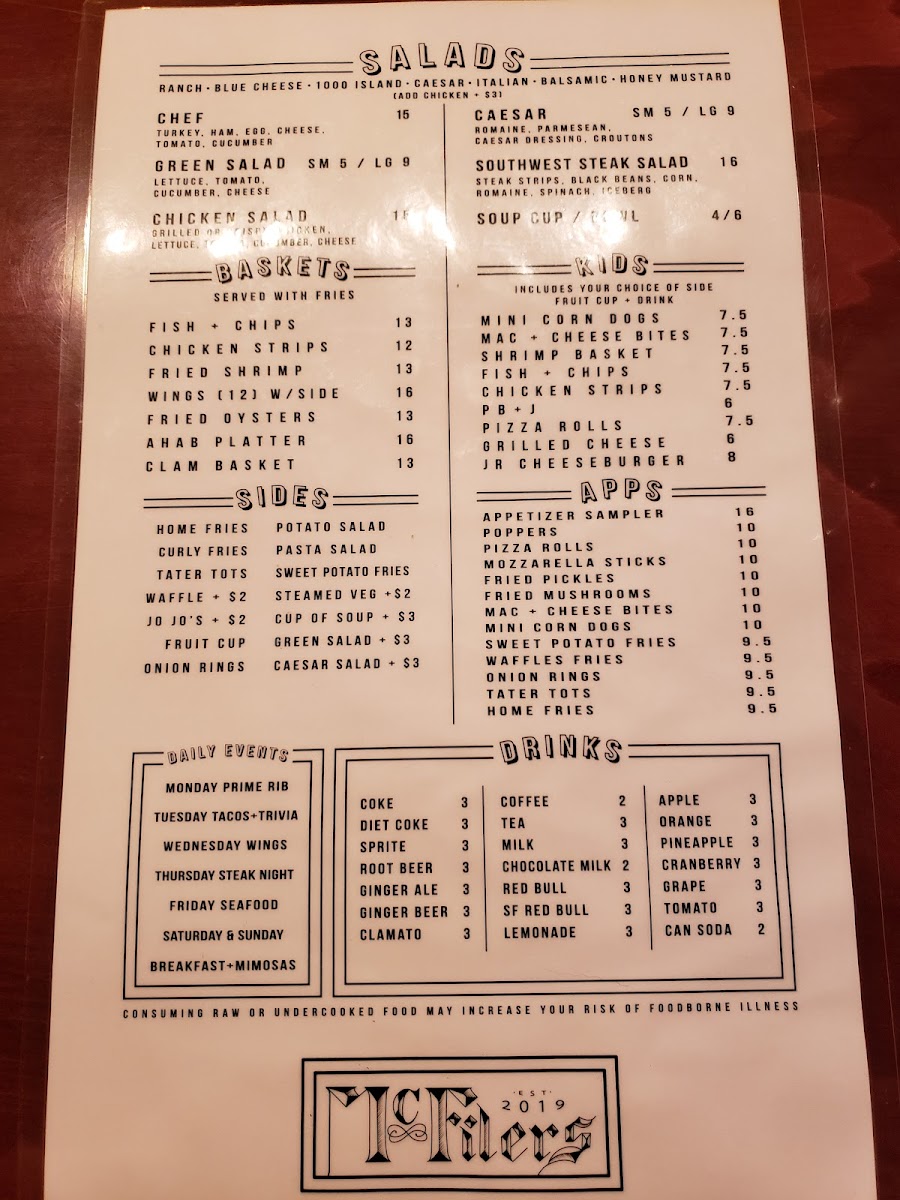 SALADS
RANCH · BLUE CHEESE · 1000 ISLAND · CAESAR · ITALIAN · BALSAMIC · HONEY MUSTARD
(ADD CHICKEN + $3)
CHEF 15
TURKEY, HAM, EGG, CHEESE,
TOMATO, CUCUMBER
GREEN SALAD SM 5 / LG 9
LETTUCE, TOMATO,
CUCUMBER, CHEESE
CHICKEN SALAD
GRILLED OR CRISPY CHICKEN,
LETTUCE, TOMATO, CUCUMBER, CHEESE
CAESAR SM 5 / LG 9
ROMAINE, PARMESEAN,
CAESAR DRESSING, CROUTONS
SOUTHWEST STEAK SALAD 16
STEAK STRIPS, BLACK BEANS, CORN,
ROMAINE, SPINACH, ICEBERG
SOUP CUP / BOWL 4/6
BASKETS
SERVED WITH FRIES
FISH + CHIPS 13
CHICKEN STRIPS 12
FRIED SHRIMP 13
WINGS (12) W/SIDE 16
FRIED OYSTERS 13
AHAB PLATTER 16
CLAM BASKET 13
KIDS
INCLUDES YOUR CHOICE OF SIDE
FRUIT CUP + DRINK
MINI CORN DOGS 7.5
MAC + CHEESE BITES 7.5
SHRIMP BASKET 7.5
FISH + CHIPS 7.5
CHICKEN STRIPS 7.5
PB+J 6
PIZZA ROLLS 7.5
GRILLED CHEESE 6
JR CHEESEBURGER 8
SIDES
HOME FRIES POTATO SALAD
CURLY FRIES PASTA SALAD
TATER TOTS SWEET POTATO FRIES
WAFFLE + $2 STEAMED VEG +$2
JO JO'S + $2 CUP OF SOUP + $3
FRUIT CUP GREEN SALAD + $3
ONION RINGS CAESAR SALAD + $3
APPS
APPETIZER SAMPLER 16
POPPERS 10
PIZZA ROLLS 10
MOZZARELLA STICKS 10
FRIED PICKLES 10
FRIED MUSHROOMS 10
MAC + CHEESE BITES 10
MINI CORN DOGS 10
SWEET POTATO FRIES 9.5
WAFFLES FRIES 9.5
ONION RINGS 9.5
TATER TOTS 9.5
HOME FRIES 9.5
DAILY EVENTS
MONDAY PRIME RIB
TUESDAY TACOS+TRIVIA
WEDNESDAY WINGS
THURSDAY STEAK NIGHT
FRIDAY SEAFOOD
SATURDAY & SUNDAY
BREAKFAST+MIMOSAS
DRINKS
COKE 3
DIET COKE 3
SPRITE 3
ROOT BEER 3
GINGER ALE 3
GINGER BEER 3
CLAMATO 3
COFFEE 2
TEA 3
MILK 3
CHOCOLATE MILK 2
RED BULL 3
SF RED BULL 3
LEMONADE 3
APPLE 3
ORANGE 3
PINEAPPLE 3
CRANBERRY 3
GRAPE 3
TOMATO 3
CAN SODA 2
CONSUMING RAW OR UNDERCOOKED FOOD MAY INCREASE YOUR RISK OF FOODBORNE ILLNESS
·EST·
2019
McFilers